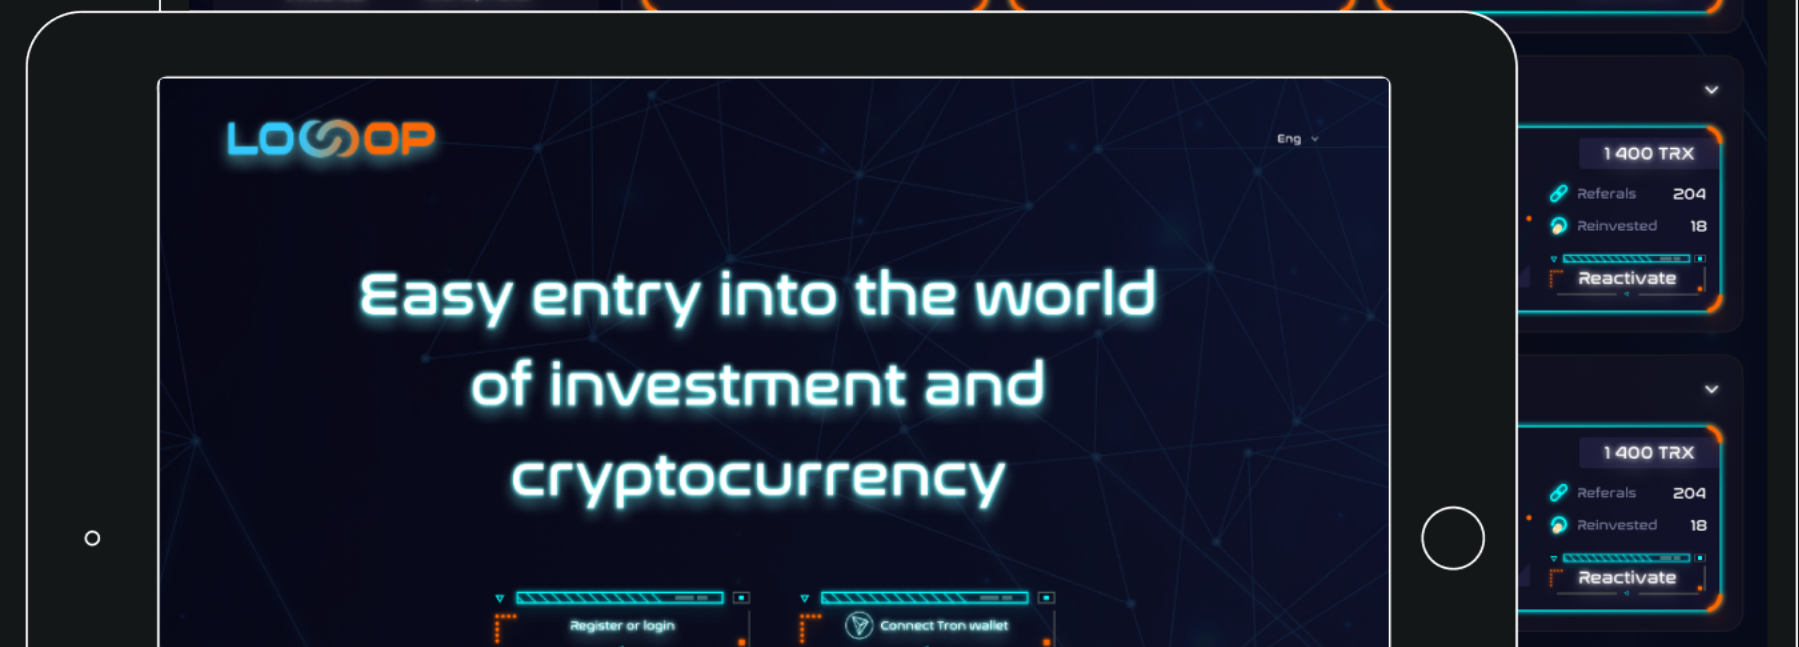 LOOOP
Eng
Easy entry into the world
of investment and
cryptocurrency
Register or login
Connect Tron wallet
1 400 TRX
Referals 204
Reinvested 18
Reactivate
1 400 TRX
Referals 204
Reinvested 18
Reactivate